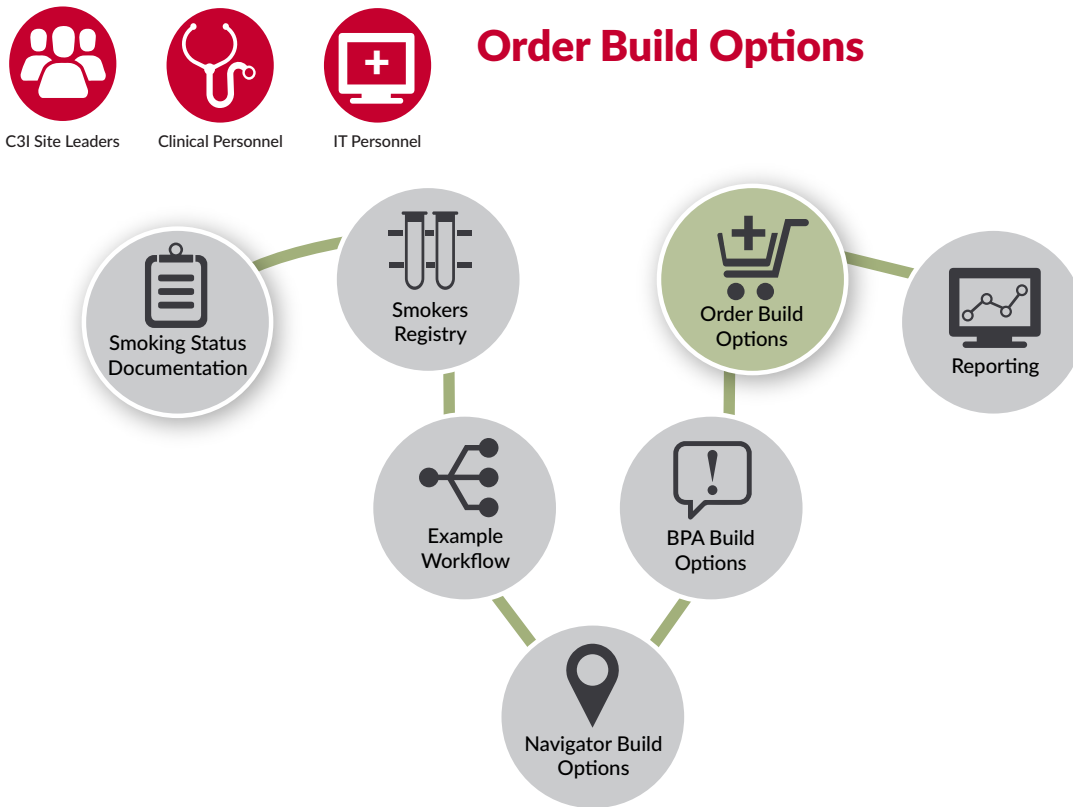 Order Build Options
C3I Site Leaders
Clinical Personnel
IT Personnel
Smoking Status
Documentation
Smokers
Registry
Example
Workflow
Navigator Build
Options
BPA Build
Options
Order Build
Options
Reporting